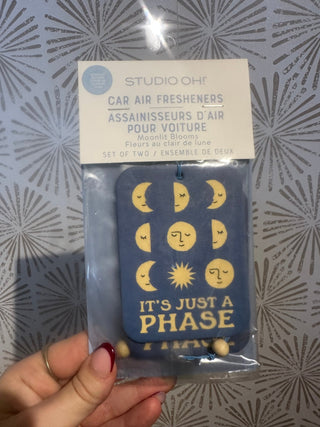 STUDIO OH!
CAR AIR FRESHENERS
ASSAINISSEURS D'AIR
POUR VOITURE
Moonlit Blooms
Fleurs au clair de lune
SET OF TWO / ENSEMBLE DE DEUX
IT'S JUST A
PHASE
PHASE